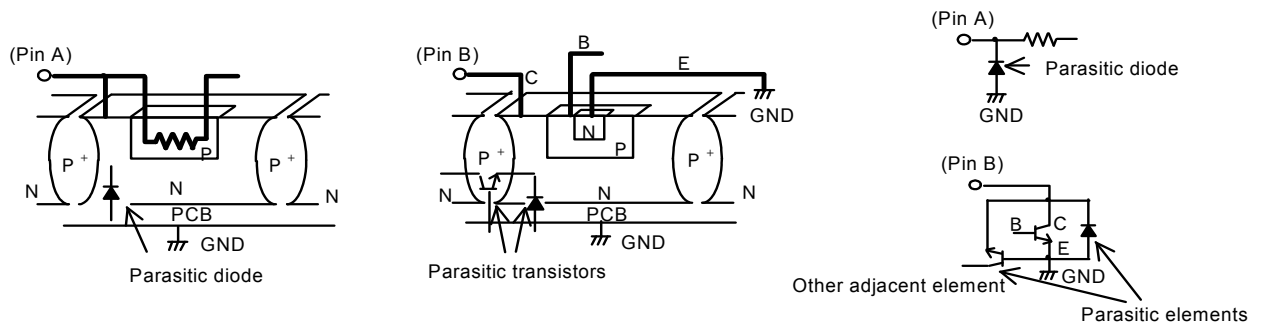 (Pin A)
P +
P
P +
N
N
N
PCB
GND
Parasitic diode
(Pin B)
B
C
E
GND
N
P +
P
P +
N
N
N
PCB
GND
Parasitic transistors
(Pin A)
Parasitic diode
GND
(Pin B)
B
C
E
GND
Other adjacent element
Parasitic elements